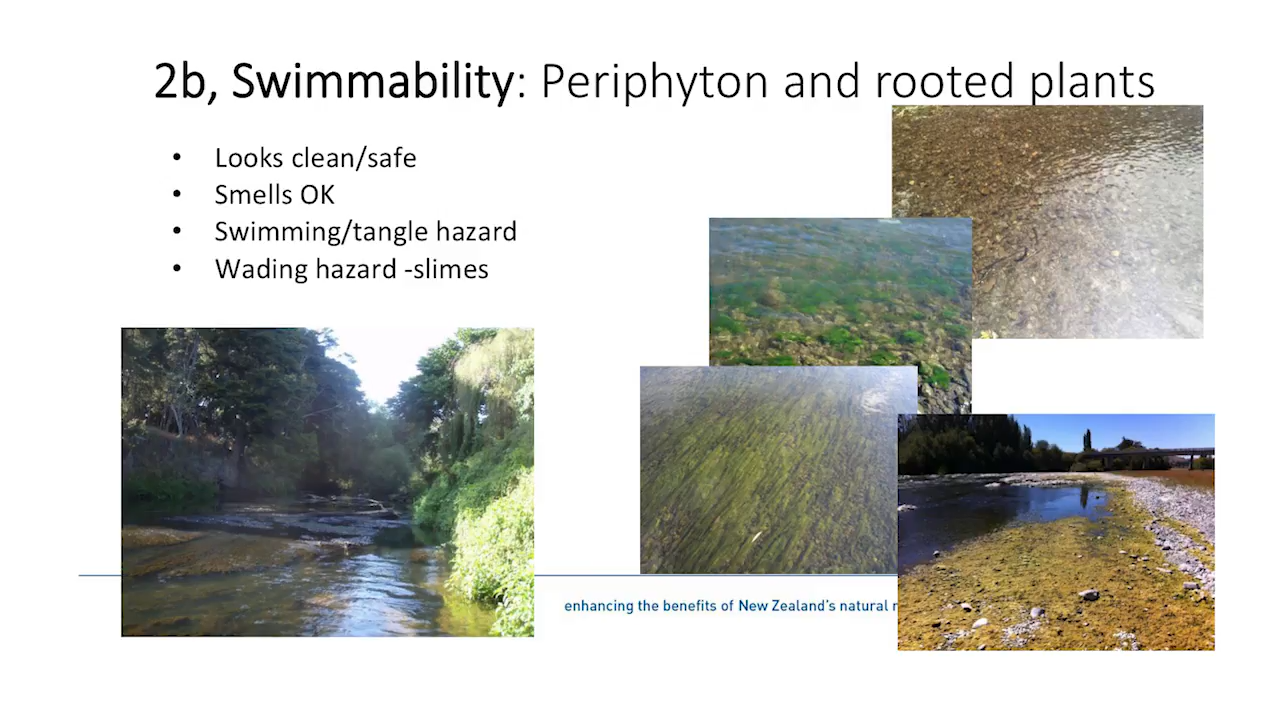 2b, Swimmability: Periphyton and rooted plants
• Looks clean/safe
• Smells OK
• Swimming/tangle hazard
• Wading hazard -slimes
enhancing the benefits of New Zealand's natural